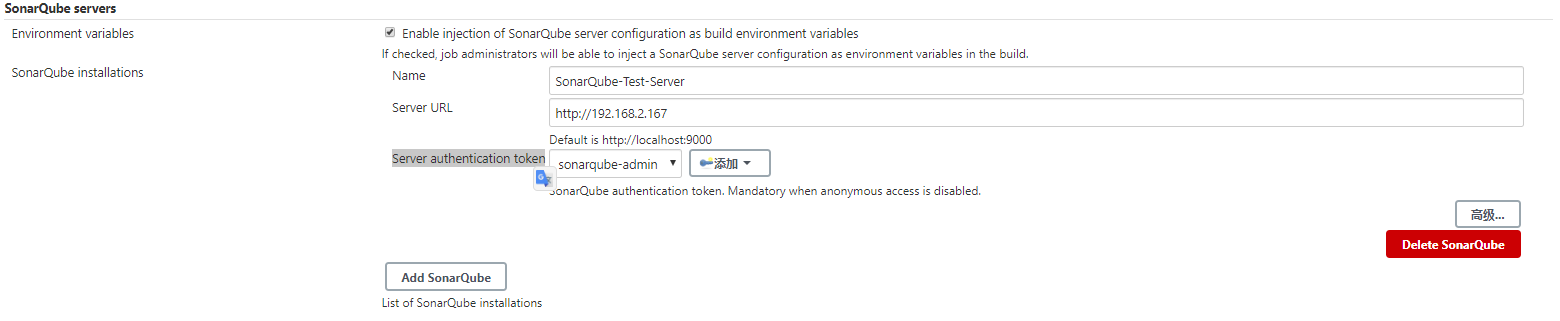 SonarQube servers
Environment variables
Enable injection of SonarQube server configuration as build environment variables
If checked, job administrators will be able to inject a SonarQube server configuration as environment variables in the build.
SonarQube installations
Name
SonarQube-Test-Server
Server URL
http://192.168.2.167
Default is http://localhost:9000
Server authentication token
sonarqube-admin
添加
SonarQube authentication token. Mandatory when anonymous access is disabled.
高级...
Delete SonarQube
Add SonarQube
List of SonarQube installations